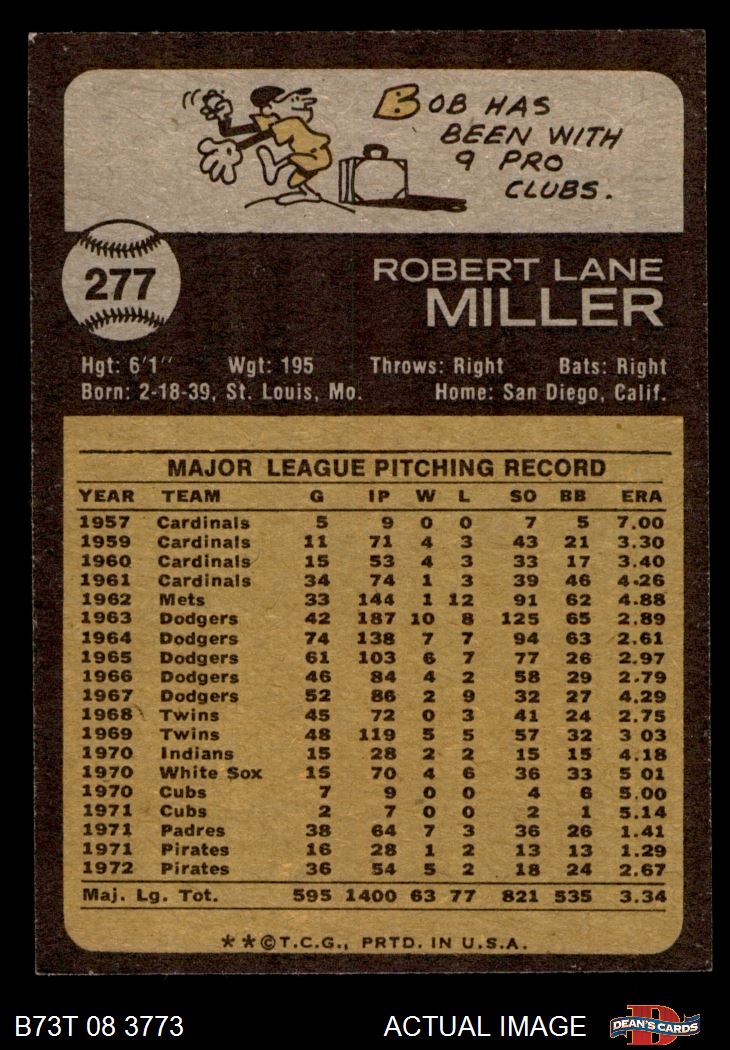 BOB HAS
BEEN WITH
9 PRO
CLUBS.
277
ROBERT LANE
MILLER
Hgt: 6'1" Wgt: 195 Throws: Right Bats: Right
Born: 2-18-39, St. Louis, Mo. Home: San Diego, Calif.
MAJOR LEAGUE PITCHING RECORD
YEAR TEAM G IP W L SO BB ERA
1957 Cardinals 5 9 0 0 7 5 7.00
1959 Cardinals 11 71 4 3 43 21 3.30
1960 Cardinals 15 53 4 3 33 17 3.40
1961 Cardinals 34 74 1 3 39 46 4.26
1962 Mets 33 144 1 12 91 62 4.88
1963 Dodgers 42 187 10 8 125 65 2.89
1964 Dodgers 74 138 7 7 94 63 2.61
1965 Dodgers 61 103 6 7 77 26 2.97
1966 Dodgers 46 84 4 2 58 29 2.79
1967 Dodgers 52 86 2 9 32 27 4.29
1968 Twins 45 72 0 3 41 24 2.75
1969 Twins 48 119 5 5 57 32 3 03
1970 Indians 15 28 2 2 15 15 4.18
1970 White Sox 15 70 4 6 36 33 5 01
1970 Cubs 7 9 0 0 4 6 5.00
1971 Cubs 2 7 0 0 2 1 5.14
1971 Padres 38 64 7 3 36 26 1.41
1971 Pirates 16 28 1 2 13 13 1.29
1972 Pirates 36 54 5 2 18 24 2.67
Maj. Lg. Tot. 595 1400 63 77 821 535 3.34
**©T.C.G., PRTD. IN U.S.A.
B73T 08 3773 ACTUAL IMAGE DEAN'S CARDS